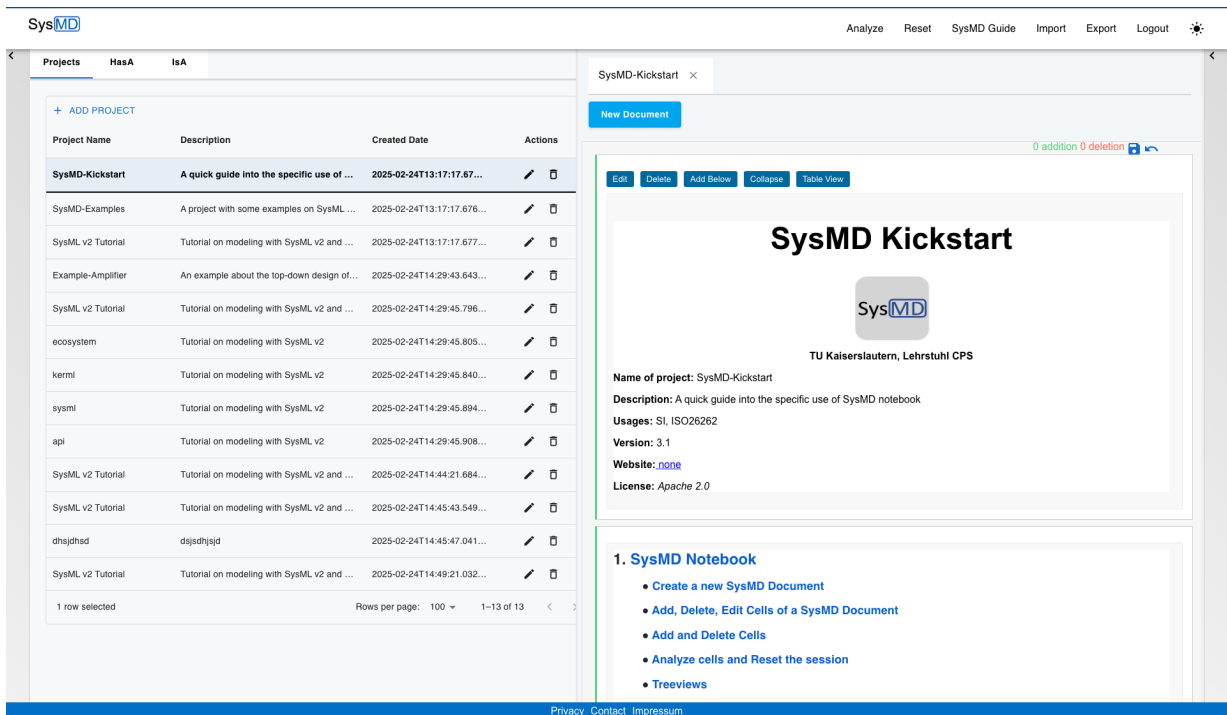 SysMD
Analyze Reset SysMD Guide Import Export Logout
Projects HasA IsA
+ ADD PROJECT
Project Name Description Created Date Actions
SysMD-Kickstart A quick guide into the specific use of ... 2025-02-24T13:17:17.67...
SysMD-Examples A project with some examples on SysML ... 2025-02-24T13:17:17.676...
SysML v2 Tutorial Tutorial on modeling with SysML v2 and ... 2025-02-24T13:17:17.677...
Example-Amplifier An example about the top-down design of... 2025-02-24T14:29:43.643...
SysML v2 Tutorial Tutorial on modeling with SysML v2 and ... 2025-02-24T14:29:45.796...
ecosystem Tutorial on modeling with SysML v2 2025-02-24T14:29:45.805...
kerml Tutorial on modeling with SysML v2 2025-02-24T14:29:45.840...
sysml Tutorial on modeling with SysML v2 2025-02-24T14:29:45.894...
api Tutorial on modeling with SysML v2 2025-02-24T14:29:45.908...
SysML v2 Tutorial Tutorial on modeling with SysML v2 and ... 2025-02-24T14:44:21.684...
SysML v2 Tutorial Tutorial on modeling with SysML v2 and ... 2025-02-24T14:45:43.549...
dhsjdhsd dsjsdhjsjd 2025-02-24T14:45:47.041...
SysML v2 Tutorial Tutorial on modeling with SysML v2 and ... 2025-02-24T14:49:21.032...
1 row selected Rows per page: 100 1–13 of 13
SysMD-Kickstart
New Document
0 addition 0 deletion
Edit Delete Add Below Collapse Table View
SysMD Kickstart
SysMD
TU Kaiserslautern, Lehrstuhl CPS
Name of project: SysMD-Kickstart
Description: A quick guide into the specific use of SysMD notebook
Usages: SI, ISO26262
Version: 3.1
Website: none
License: Apache 2.0
1. SysMD Notebook
• Create a new SysMD Document
• Add, Delete, Edit Cells of a SysMD Document
• Add and Delete Cells
• Analyze cells and Reset the session
• Treeviews
Privacy Contact Impressum